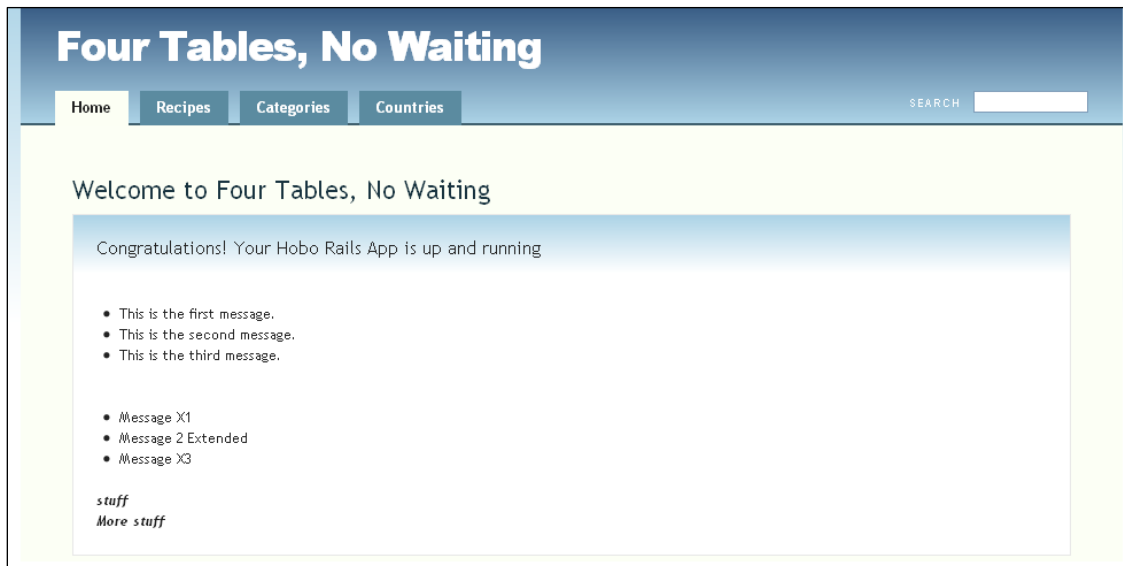 Four Tables, No Waiting
Home Recipes Categories Countries SEARCH
Welcome to Four Tables, No Waiting
Congratulations! Your Hobo Rails App is up and running
This is the first message.
This is the second message.
This is the third message.
Message X1
Message 2 Extended
Message X3
stuff
More stuff